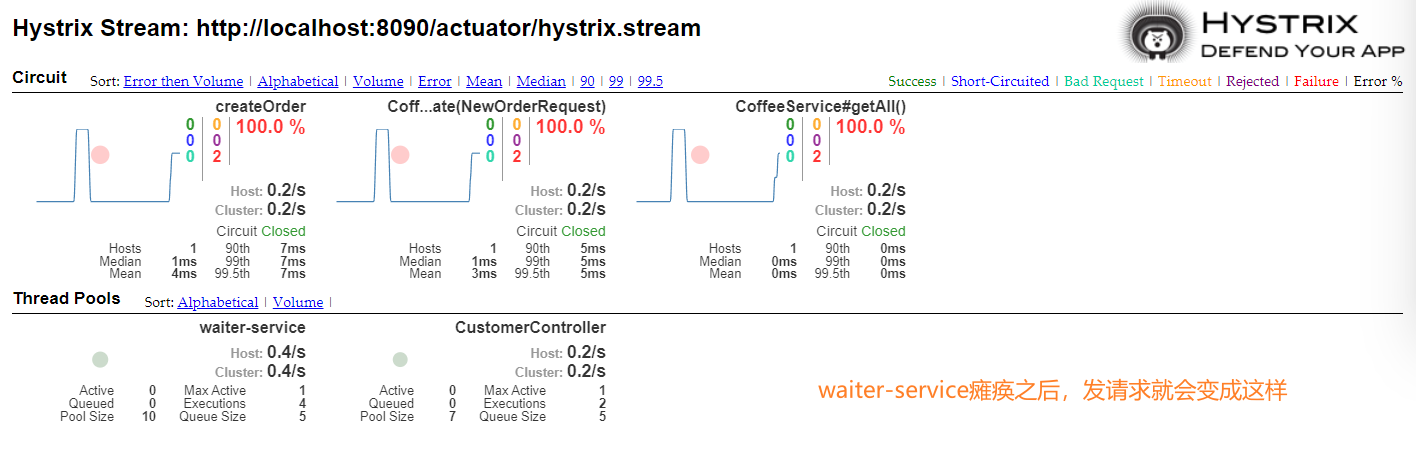 Hystrix Stream: http://localhost:8090/actuator/hystrix.stream
HYSTRIX
DEFEND YOUR APP
Circuit Sort: Error then Volume | Alphabetical | Volume | Error | Mean | Median | 90 | 99 | 99.5
Success | Short-Circuited | Bad Request | Timeout | Rejected | Failure | Error %
createOrder
0 0 100.0 %
0 0
0 2
Host: 0.2/s
Cluster: 0.2/s
Circuit Closed
Hosts 1 90th 7ms
Median 1ms 99th 7ms
Mean 4ms 99.5th 7ms
Coff...ate(NewOrderRequest)
0 0 100.0 %
0 0
0 2
Host: 0.2/s
Cluster: 0.2/s
Circuit Closed
Hosts 1 90th 5ms
Median 1ms 99th 5ms
Mean 3ms 99.5th 5ms
CoffeeService#getAll()
0 0 100.0 %
0 0
0 2
Host: 0.2/s
Cluster: 0.2/s
Circuit Closed
Hosts 1 90th 0ms
Median 0ms 99th 0ms
Mean 0ms 99.5th 0ms
Thread Pools Sort: Alphabetical | Volume |
waiter-service
Host: 0.4/s
Cluster: 0.4/s
Active 0 Max Active 1
Queued 0 Executions 4
Pool Size 10 Queue Size 5
CustomerController
Host: 0.2/s
Cluster: 0.2/s
Active 0 Max Active 1
Queued 0 Executions 2
Pool Size 7 Queue Size 5
waiter-service瘫痪之后，发请求就会变成这样